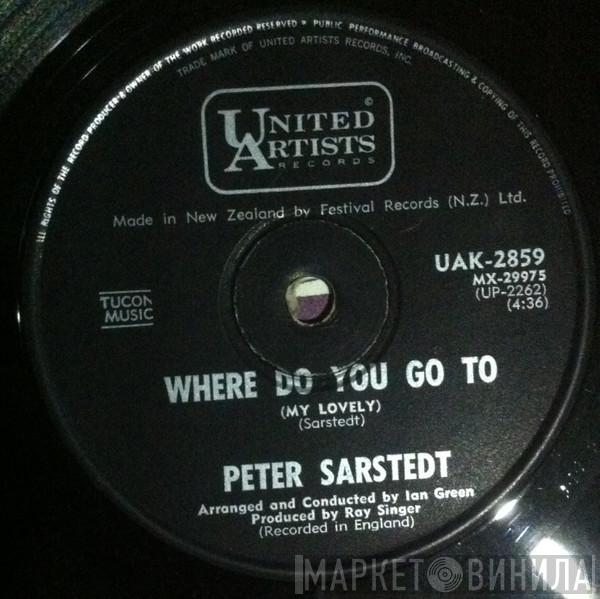 ALL RIGHTS OF THE RECORD PRODUCER & OWNER OF THE WORK RECORDED RESERVED • PUBLIC PERFORMANCE BROADCASTING & COPYING OF THIS RECORD PROHIBITED
TRADE MARK OF UNITED ARTISTS RECORDS, INC.
©
UNITED
ARTISTS
RECORDS
Made in New Zealand by Festival Records (N.Z.) Ltd.
UAK-2859
MX-29975
(UP-2262)
(4:36)
TUCON
MUSIC
WHERE DO YOU GO TO
(MY LOVELY)
(Sarstedt)
PETER SARSTEDT
Arranged and Conducted by Ian Green
Produced by Ray Singer
(Recorded in England)
МАРКЕТ ВИНИЛА